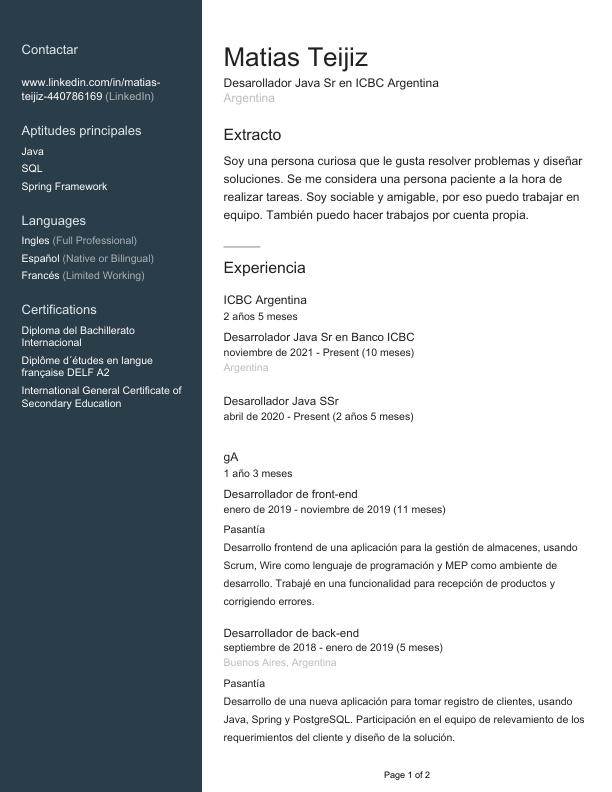 Contactar
www.linkedin.com/in/matias-
teijiz-440786169 (LinkedIn)
Aptitudes principales
Java
SQL
Spring Framework
Languages
Ingles (Full Professional)
Español (Native or Bilingual)
Francés (Limited Working)
Certifications
Diploma del Bachillerato
Internacional
Diplôme d´études en langue
française DELF A2
International General Certificate of
Secondary Education
Matias Teijiz
Desarollador Java Sr en ICBC Argentina
Argentina
Extracto
Soy una persona curiosa que le gusta resolver problemas y diseñar
soluciones. Se me considera una persona paciente a la hora de
realizar tareas. Soy sociable y amigable, por eso puedo trabajar en
equipo. También puedo hacer trabajos por cuenta propia.
Experiencia
ICBC Argentina
2 años 5 meses
Desarrolador Java Sr en Banco ICBC
noviembre de 2021 - Present (10 meses)
Argentina
Desarollador Java SSr
abril de 2020 - Present (2 años 5 meses)
gA
1 año 3 meses
Desarrollador de front-end
enero de 2019 - noviembre de 2019 (11 meses)
Pasantía
Desarrollo frontend de una aplicación para la gestión de almacenes, usando
Scrum, Wire como lenguaje de programación y MEP como ambiente de
desarrollo. Trabajé en una funcionalidad para recepción de productos y
corrigiendo errores.
Desarrollador de back-end
septiembre de 2018 - enero de 2019 (5 meses)
Buenos Aires, Argentina
Pasantía
Desarrollo de una nueva aplicación para tomar registro de clientes, usando
Java, Spring y PostgreSQL. Participación en el equipo de relevamiento de los
requerimientos del cliente y diseño de la solución.
Page 1 of 2